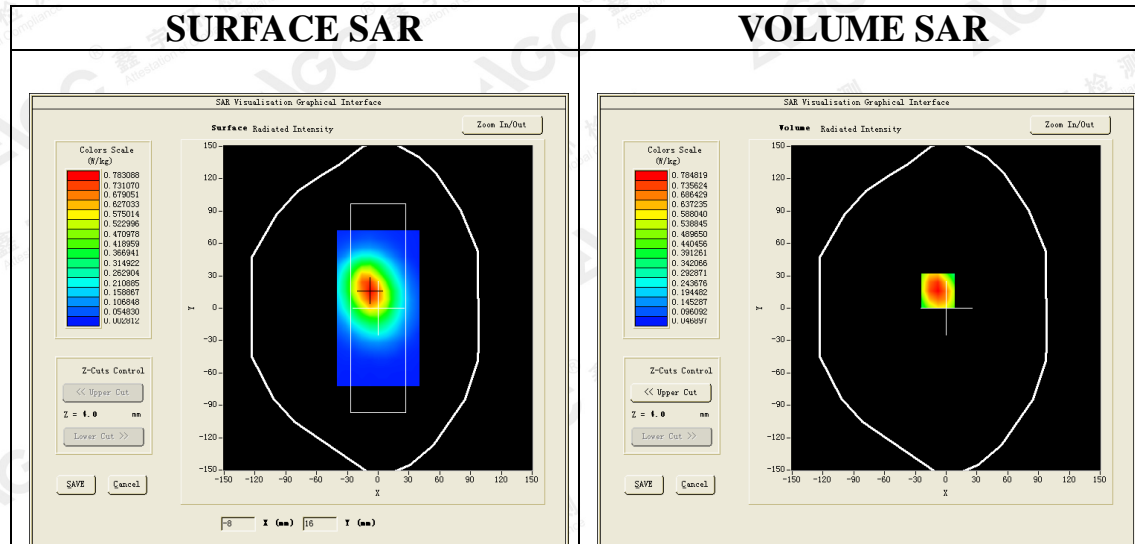 SURFACE SAR
VOLUME SAR
SAR Visualisation Graphical Interface
Surface Radiated Intensity
Zoom In/Out
Colors Scale
(W/kg)
0.783088
0.731070
0.679051
0.627033
0.575014
0.522996
0.470978
0.418959
0.366941
0.314922
0.262904
0.210885
0.158867
0.106848
0.054830
0.002812
Z-Cuts Control
<< Upper Cut
Z = 4.0 mm
Lower Cut >>
SAVE
Cancel
150
120
90
60
30
0
-30
-60
-90
-120
-150
Y
-150 -120 -90 -60 -30 0 30 60 90 120 150
X
-8 X (mm) 16 Y (mm)
SAR Visualisation Graphical Interface
Volume Radiated Intensity
Zoom In/Out
Colors Scale
(W/kg)
0.784819
0.735624
0.686429
0.637235
0.588040
0.538845
0.489650
0.440456
0.391261
0.342066
0.292871
0.243676
0.194482
0.145287
0.096092
0.046897
Z-Cuts Control
<< Upper Cut
Z = 4.0 mm
Lower Cut >>
SAVE
Cancel
150
120
90
60
30
0
-30
-60
-90
-120
-150
Y
-150 -120 -90 -60 -30 0 30 60 90 120 150
X
AGC